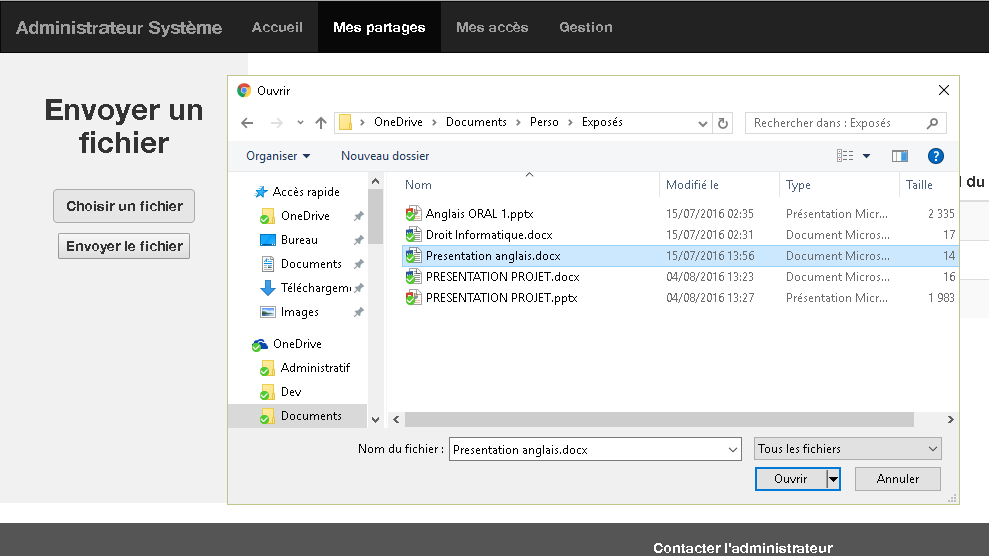 Administrateur Système Accueil Mes partages Mes accès Gestion
Envoyer un
fichier
Choisir un fichier
Envoyer le fichier
Ouvrir
OneDrive > Documents > Perso > Exposés
Rechercher dans : Exposés
Organiser
Nouveau dossier
Accès rapide
OneDrive
Bureau
Documents
Téléchargem
Images
OneDrive
Administratif
Dev
Documents
Nom Modifié le Type Taille
Anglais ORAL 1.pptx 15/07/2016 02:35 Présentation Micr... 2 335
Droit Informatique.docx 15/07/2016 02:31 Document Micros... 17
Presentation anglais.docx 15/07/2016 13:56 Document Micros... 14
PRESENTATION PROJET.docx 04/08/2016 13:23 Document Micros... 16
PRESENTATION PROJET.pptx 04/08/2016 13:27 Présentation Micr... 1 983
du
Nom du fichier : Presentation anglais.docx
Tous les fichiers
Ouvrir
Annuler
Contacter l'administrateur